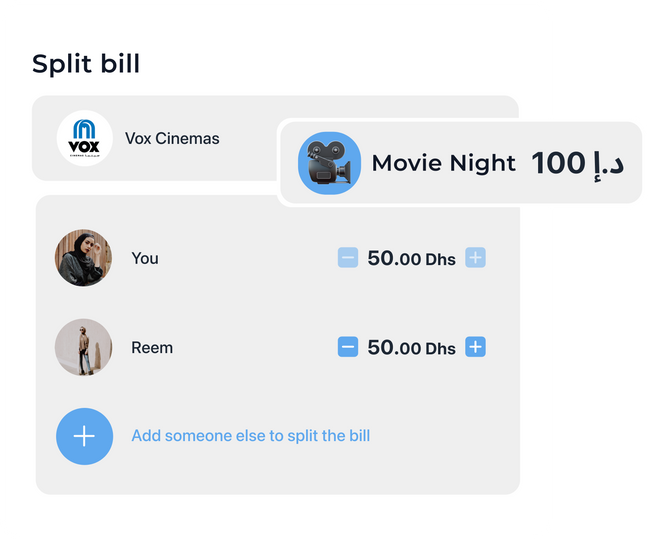 Split bill
VOX
Vox Cinemas
Movie Night 100 د.إ
You
50.00 Dhs
Reem
50.00 Dhs
Add someone else to split the bill